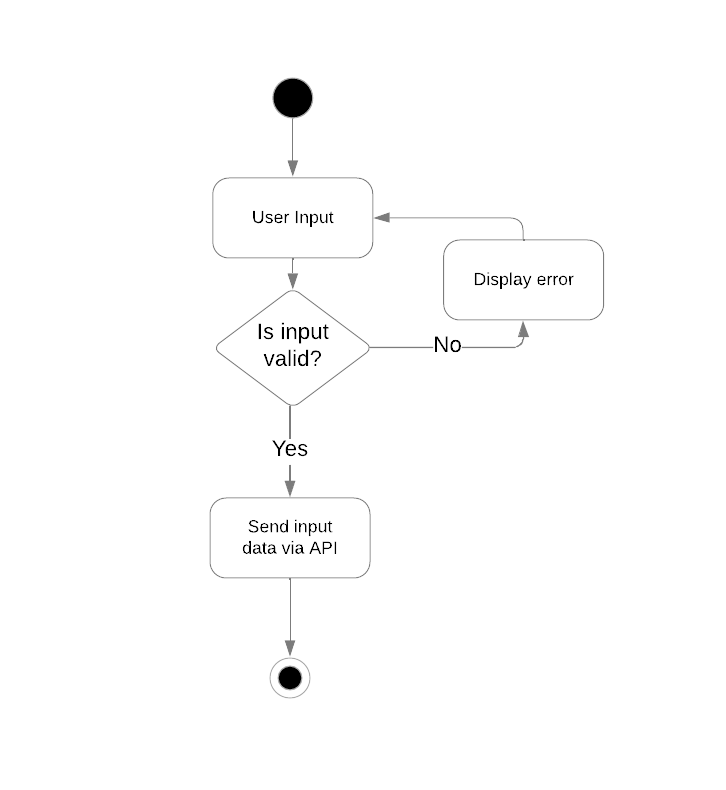 User Input
Display error
Is input
valid?
No
Yes
Send input
data via API